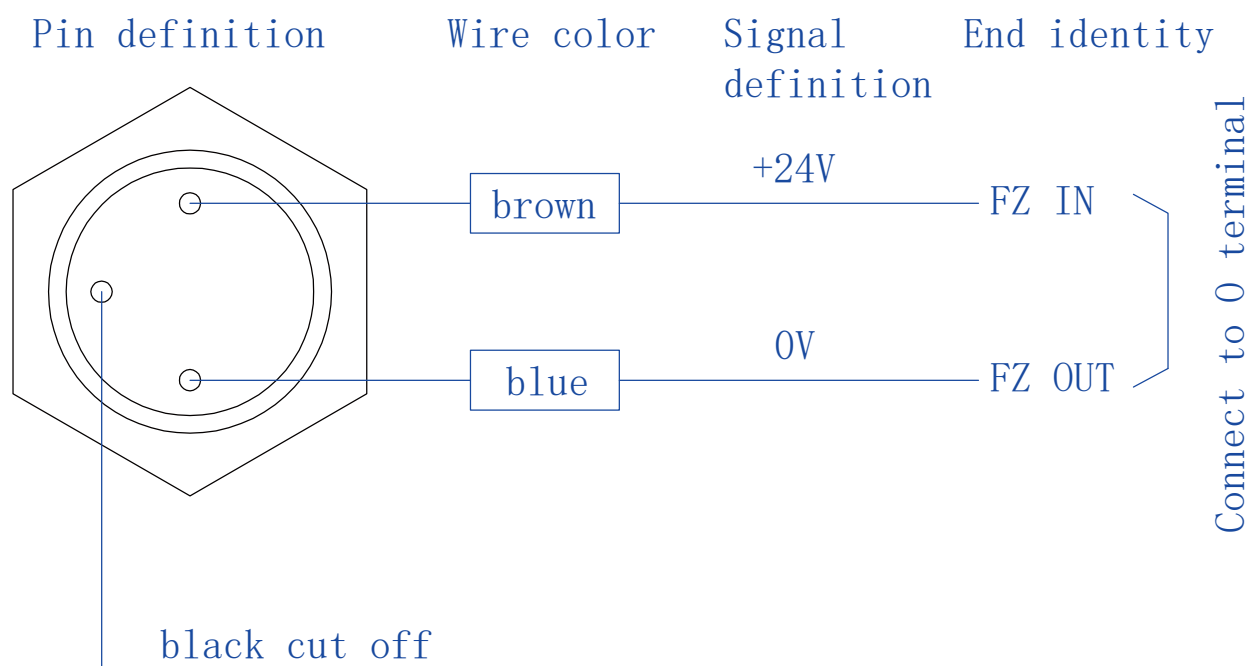 Pin definition
Wire color
Signal
definition
End identity
+24V
brown
FZ IN
0V
blue
FZ OUT
Connect to O terminal
black cut off